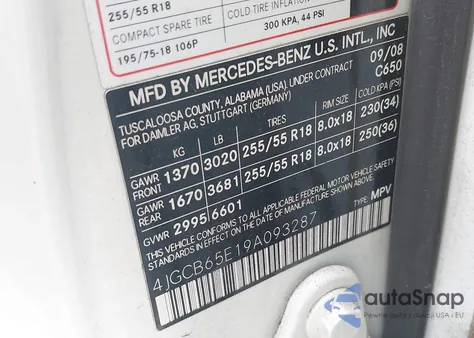 255/55 R18
COMPACT SPARE TIRE
195/75-18 106P
COLD TIRE
300 KPA, 44 PSI
MFD BY MERCEDES-BENZ U.S. INTL., INC
TUSCALOOSA COUNTY, ALABAMA (USA), UNDER CONTRACT
FOR DAIMLER AG, STUTTGART (GERMANY)
09/08
C650
KG LB TIRES RIM SIZE COLD KPA(PSI)
GAWR FRONT 1370 3020 255/55 R18 8.0x18 230(34)
GAWR REAR 1670 3681 255/55 R18 8.0x18 250(36)
GVWR 2995 6601
THIS VEHICLE CONFORMS TO ALL APPLICABLE FEDERAL MOTOR VEHICLE
SAFETY STANDARDS IN EFFECT ON THE DATE OF
MANUFACTURE SHOWN ABOVE.
4JGCB65E19A093287 TYPE: MPV
autoSnap
Pewne auta z USA i EU